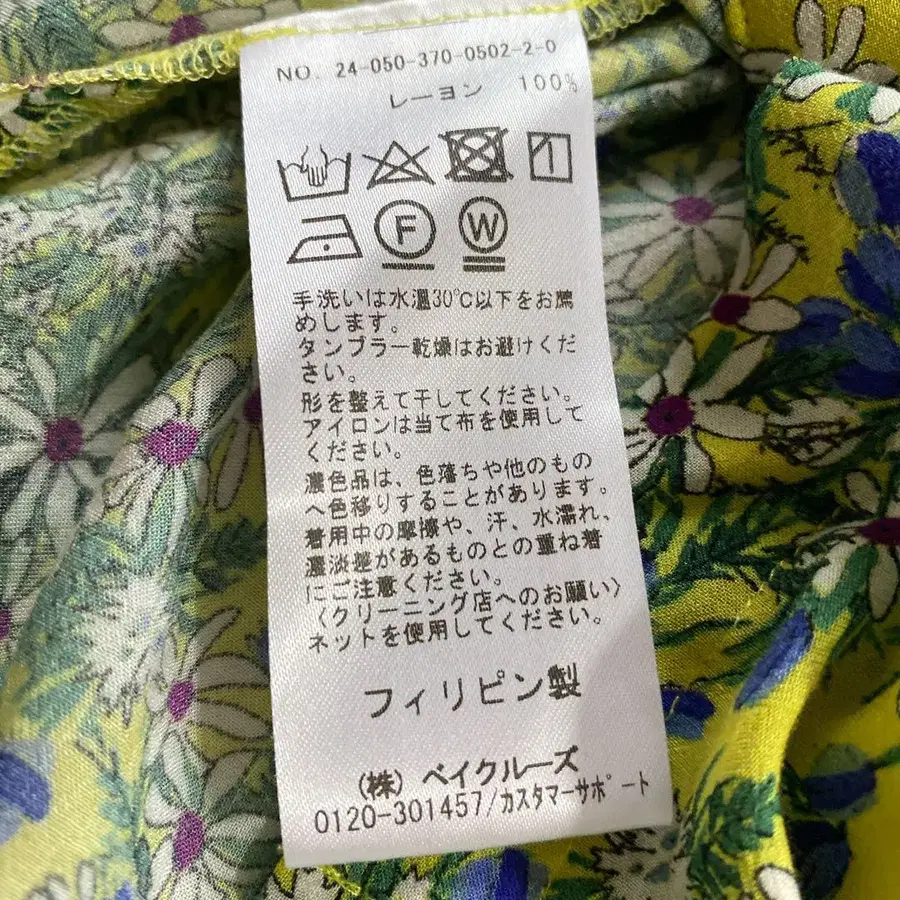 NO. 24-050-370-0502-2-0
レーヨン 100%
F W
手洗いは水温30℃以下をお薦
めします。
タンブラー乾燥はお避けくだ
さい。
形を整えて干してください。
アイロンは当て布を使用して
ください。
濃色品は、色落ちや他のもの
へ色移りすることがあります。
着用中の摩擦や、汗、水濡れ、
濃淡差があるものとの重ね着
にご注意ください。
〈クリーニング店へのお願い〉
ネットを使用してください。
フィリピン製
(株) ベイクルーズ
0120-301457/カスタマーサポート